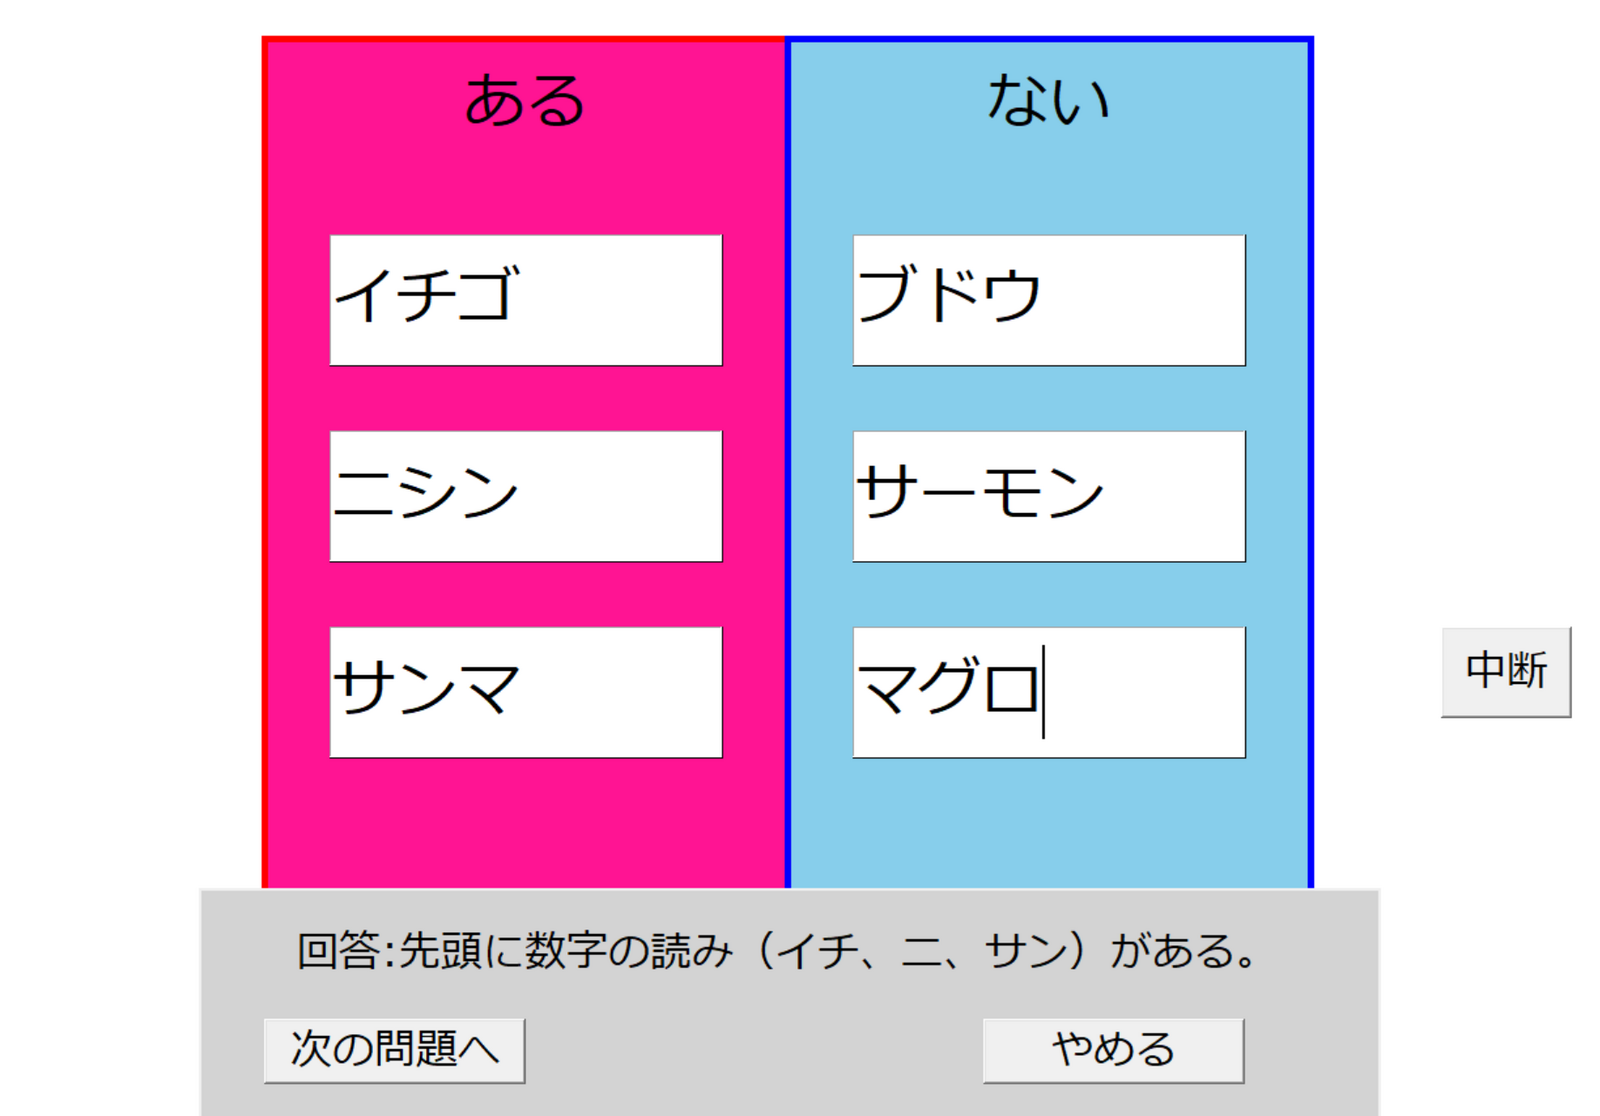 ある ない
イチゴ ブドウ
ニシン サーモン
サンマ マグロ
中断
回答:先頭に数字の読み（イチ、ニ、サン）がある。
次の問題へ やめる